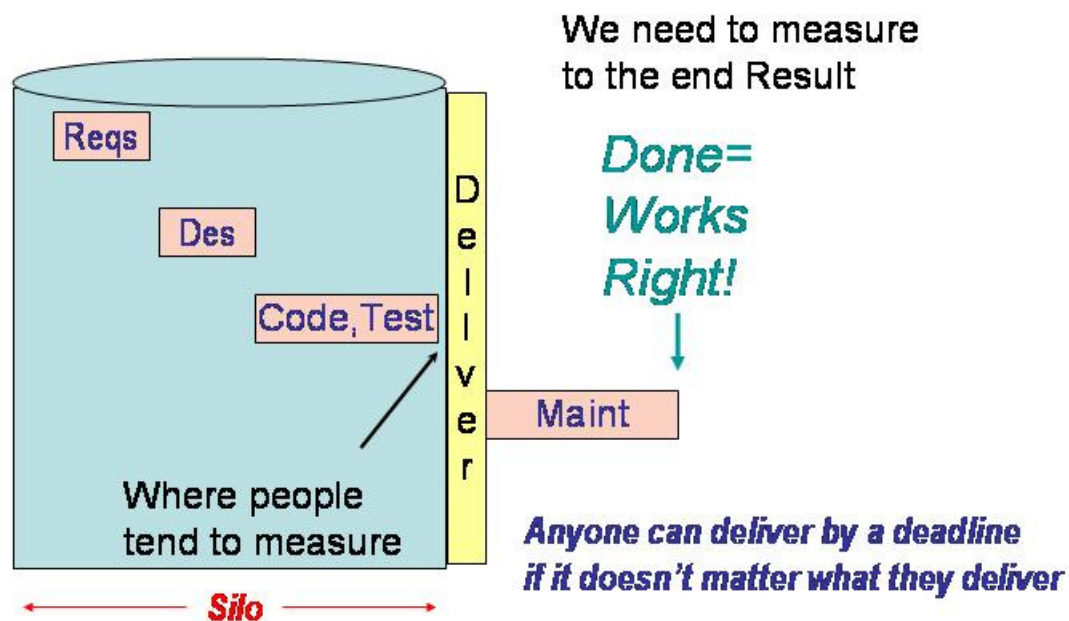 We need to measure
to the end Result
Reqs
Done=
Works
Right!
Des
Code,Test
Deliver
Maint
Where people
tend to measure
Anyone can deliver by a deadline
if it doesn't matter what they deliver
Silo